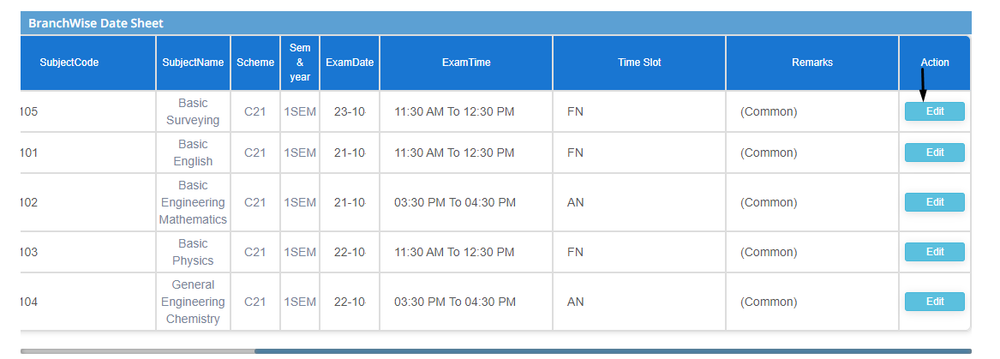 BranchWise Date Sheet
SubjectCode SubjectName Scheme Sem & year ExamDate ExamTime Time Slot Remarks Action
105 Basic Surveying C21 1SEM 23-10- 11:30 AM To 12:30 PM FN (Common) Edit
101 Basic English C21 1SEM 21-10- 11:30 AM To 12:30 PM FN (Common) Edit
102 Basic Engineering Mathematics C21 1SEM 21-10- 03:30 PM To 04:30 PM AN (Common) Edit
103 Basic Physics C21 1SEM 22-10- 11:30 AM To 12:30 PM FN (Common) Edit
104 General Engineering Chemistry C21 1SEM 22-10- 03:30 PM To 04:30 PM AN (Common) Edit